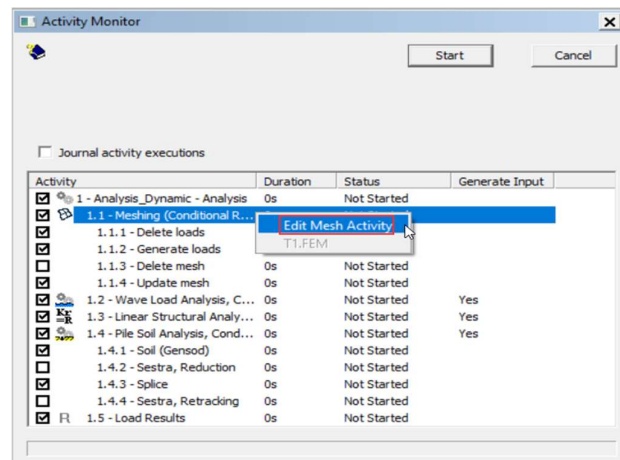 Activity Monitor
Start Cancel
Journal activity executions
Activity Duration Status Generate Input
1 - Analysis_Dynamic - Analysis 0s Not Started
1.1 - Meshing (Conditional R...
Edit Mesh Activity
1.1.1 - Delete loads
T1.FEM
1.1.2 - Generate loads
1.1.3 - Delete mesh 0s Not Started
1.1.4 - Update mesh 0s Not Started
1.2 - Wave Load Analysis, C... 0s Not Started Yes
1.3 - Linear Structural Analy... 0s Not Started Yes
1.4 - Pile Soil Analysis, Cond... 0s Not Started Yes
1.4.1 - Soil (Gensod) 0s Not Started
1.4.2 - Sestra, Reduction 0s Not Started
1.4.3 - Splice 0s Not Started
1.4.4 - Sestra, Retracking 0s Not Started
R 1.5 - Load Results 0s Not Started